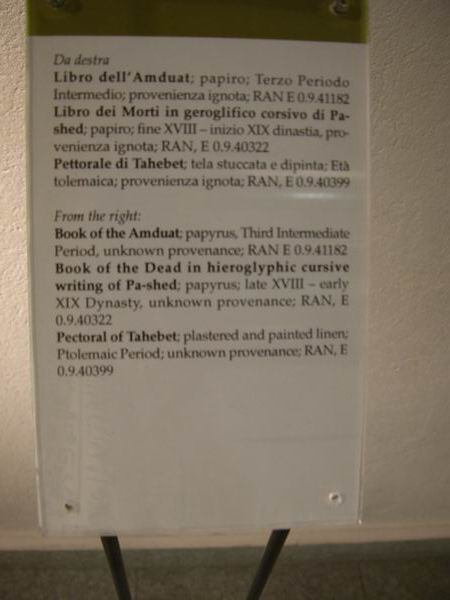 Da destra
Libro dell'Amduat; papiro; Terzo Periodo
Intermedio; provenienza ignota; RAN E 0.9.41182
Libro dei Morti in geroglifico corsivo di Pa-
shed; papiro; fine XVIII – inizio XIX dinastia, pro-
venienza ignota; RAN, E 0.9.40322
Pettorale di Tahebet; tela stuccata e dipinta; Età
tolemaica; provenienza ignota; RAN, E 0.9.40399
From the right:
Book of the Amduat; papyrus, Third Intermediate
Period, unknown provenance; RAN E 0.9.41182
Book of the Dead in hieroglyphic cursive
writing of Pa-shed; papyrus; late XVIII – early
XIX Dynasty, unknown provenance; RAN, E
0.9.40322
Pectoral of Tahebet; plastered and painted linen;
Ptolemaic Period; unknown provenance; RAN, E
0.9.40399